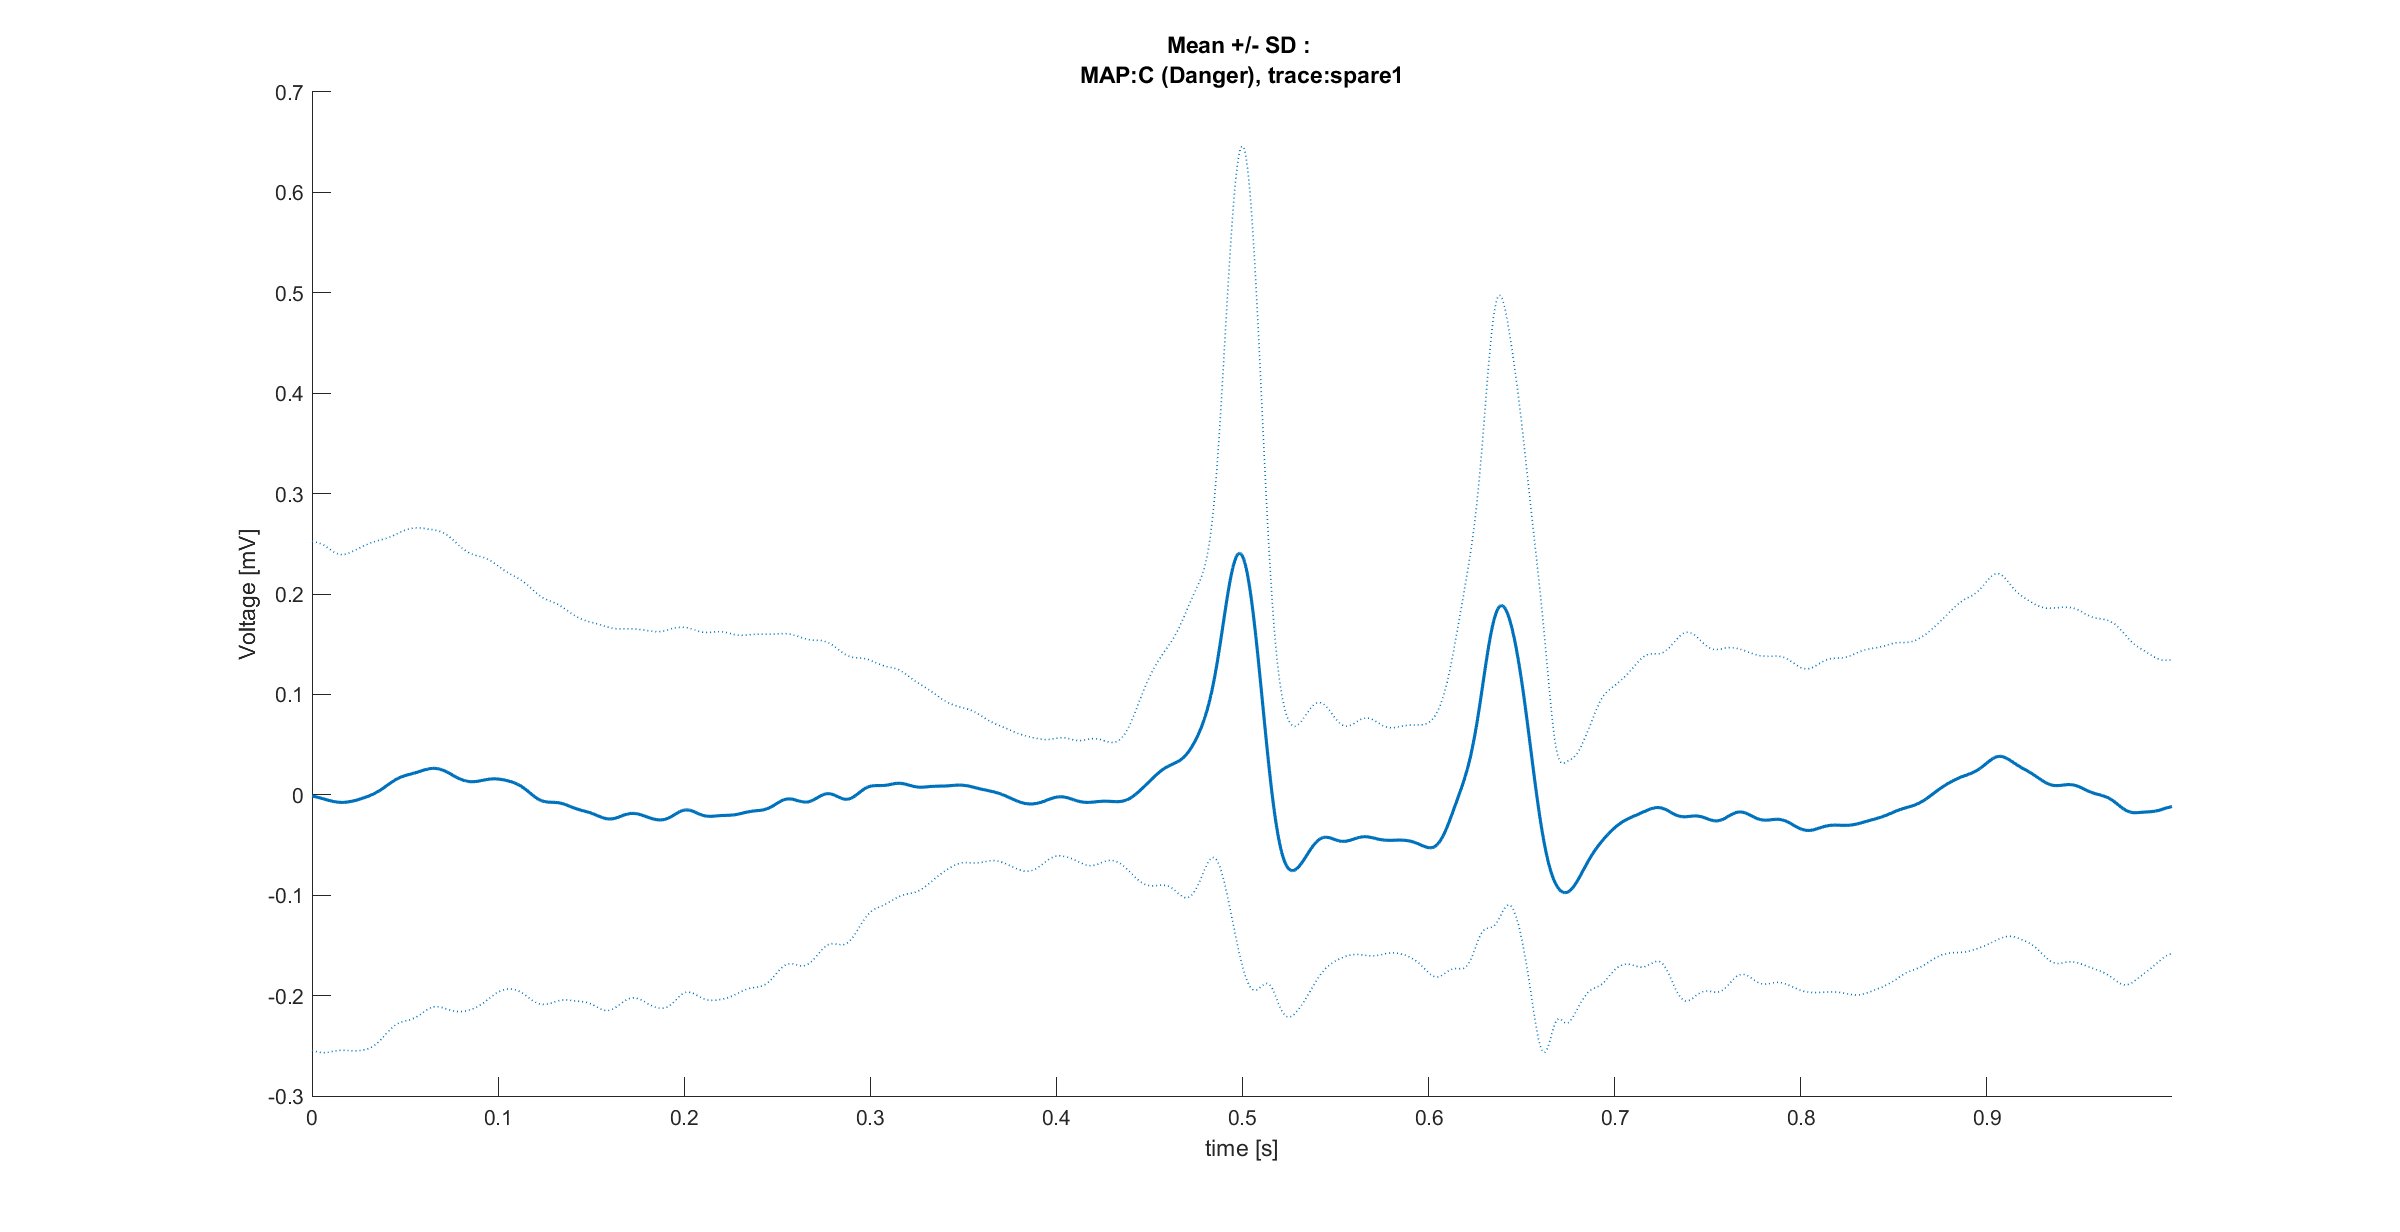 Mean +/- SD :
MAP:C (Danger), trace:spare1
0.7
0.6
0.5
0.4
0.3
0.2
0.1
0
-0.1
-0.2
-0.3
Voltage [mV]
0 0.1 0.2 0.3 0.4 0.5 0.6 0.7 0.8 0.9
time [s]